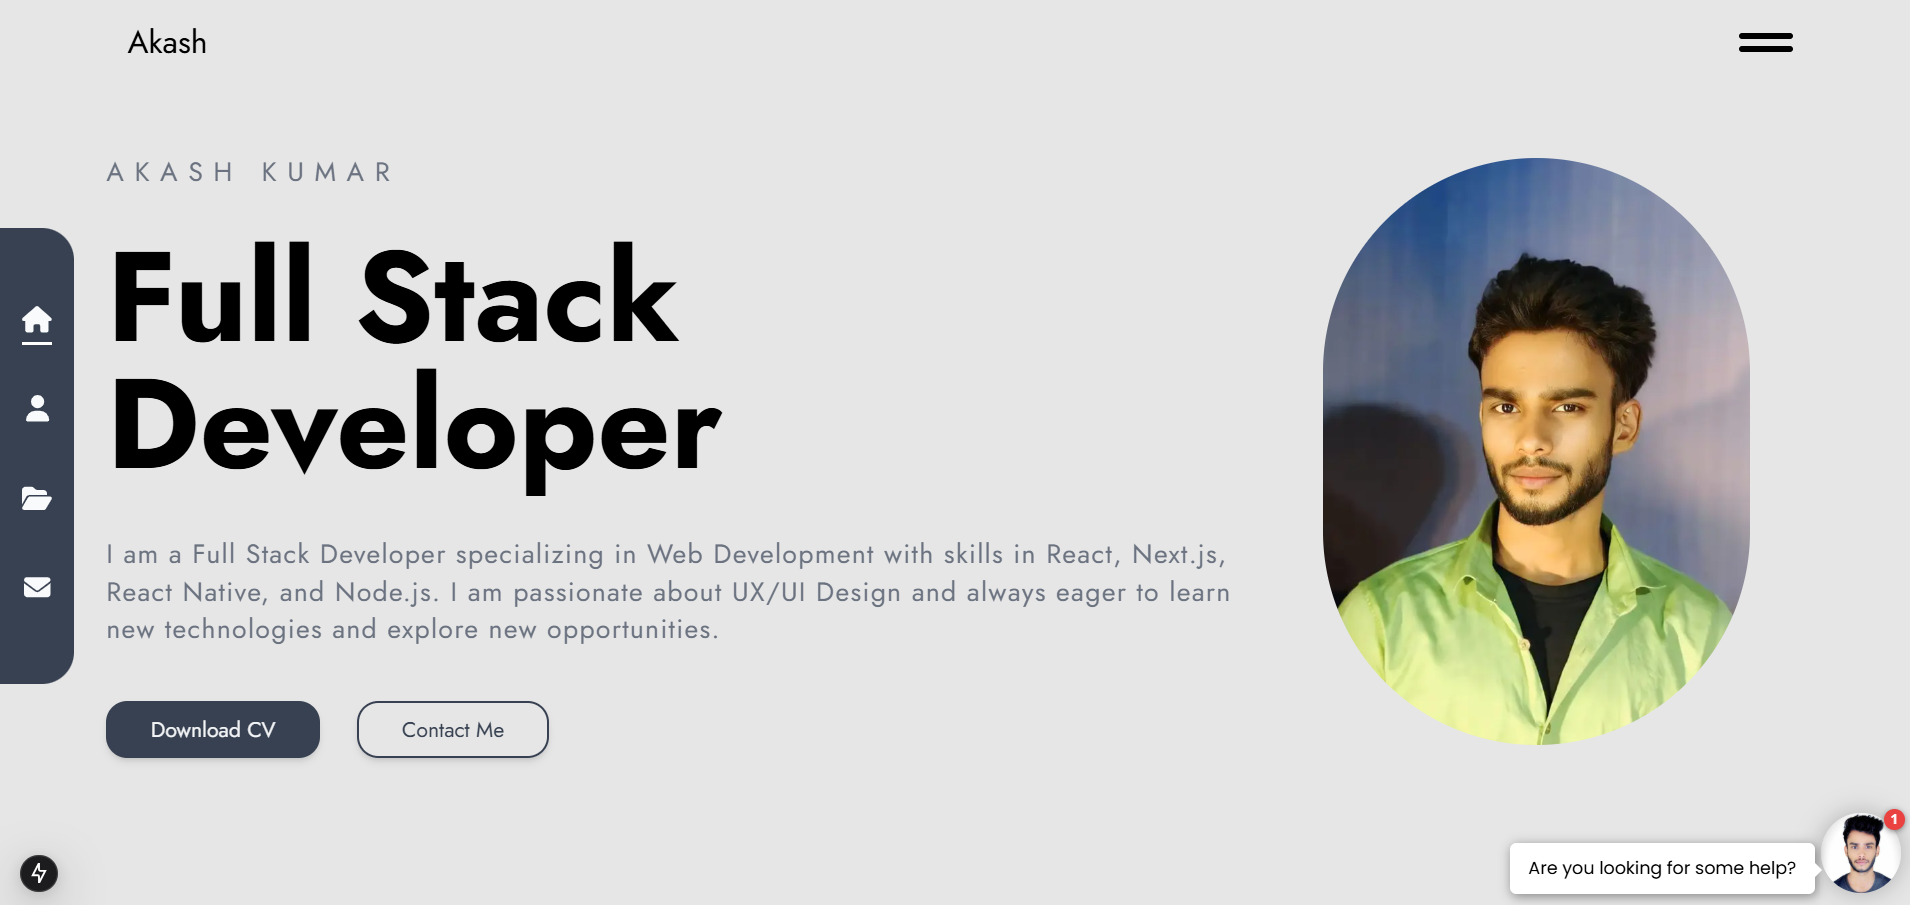 Akash
AKASH KUMAR
Full Stack
Developer
I am a Full Stack Developer specializing in Web Development with skills in React, Next.js,
React Native, and Node.js. I am passionate about UX/UI Design and always eager to learn
new technologies and explore new opportunities.
Download CV
Contact Me
1
Are you looking for some help?